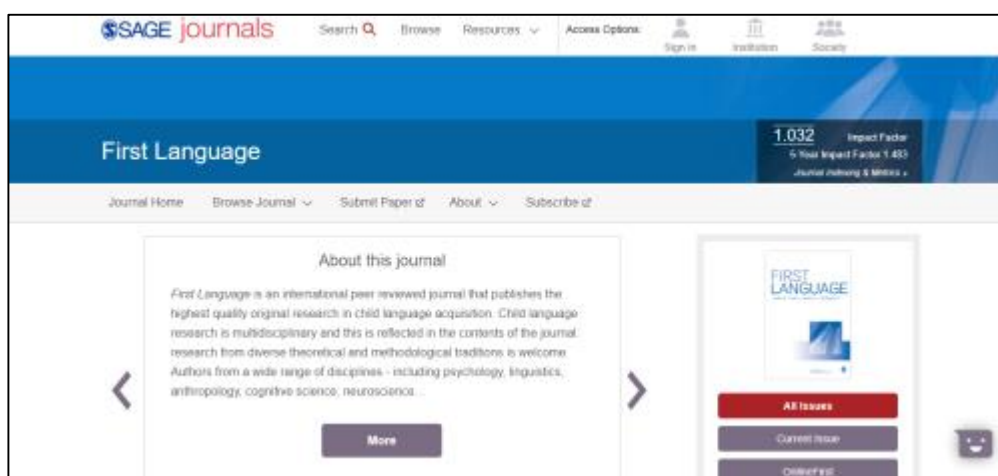 SAGE journals
Search Browse Resources Access Options:
Sign In Institution Society
First Language
1.032 Impact Factor
5-Year Impact Factor 1.483
Journal Indexing & Metrics »
Journal Home Browse Journal Submit Paper About Subscribe
About this journal
First Language is an international peer reviewed journal that publishes the
highest quality original research in child language acquisition. Child language
research is multidisciplinary and this is reflected in the contents of the journal:
research from diverse theoretical and methodological traditions is welcome.
Authors from a wide range of disciplines - including psychology, linguistics,
anthropology, cognitive science, neuroscience...
More
FIRST
LANGUAGE
All Issues
Current Issue
OnlineFirst